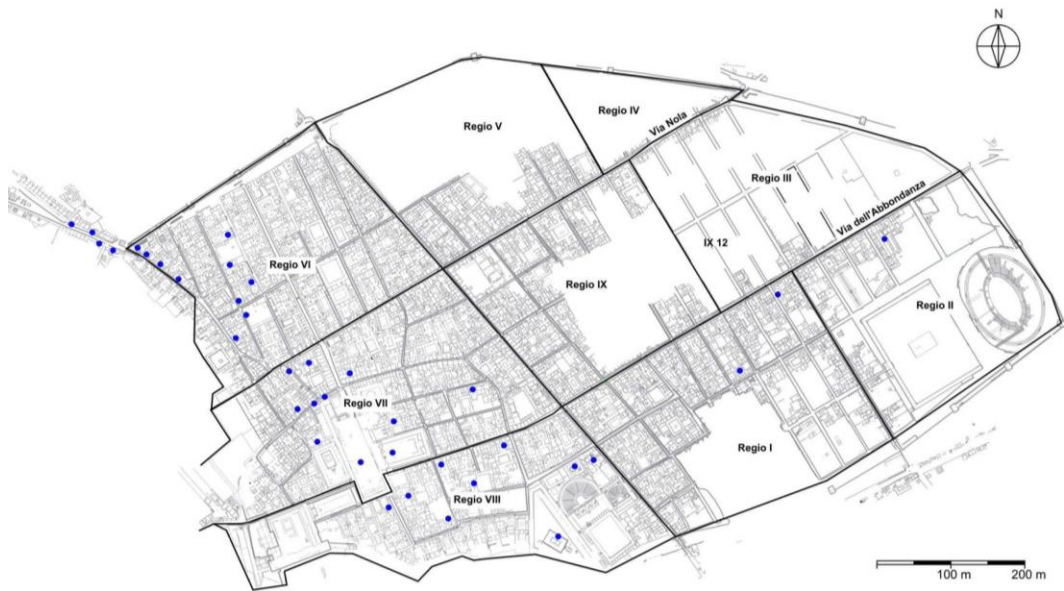 N
Regio IV
Regio V
Via Nola
Regio III
Via dell'Abbondanza
IX 12
Regio VI
Regio IX
Regio II
Regio VII
Regio I
Regio VIII
100 m
200 m